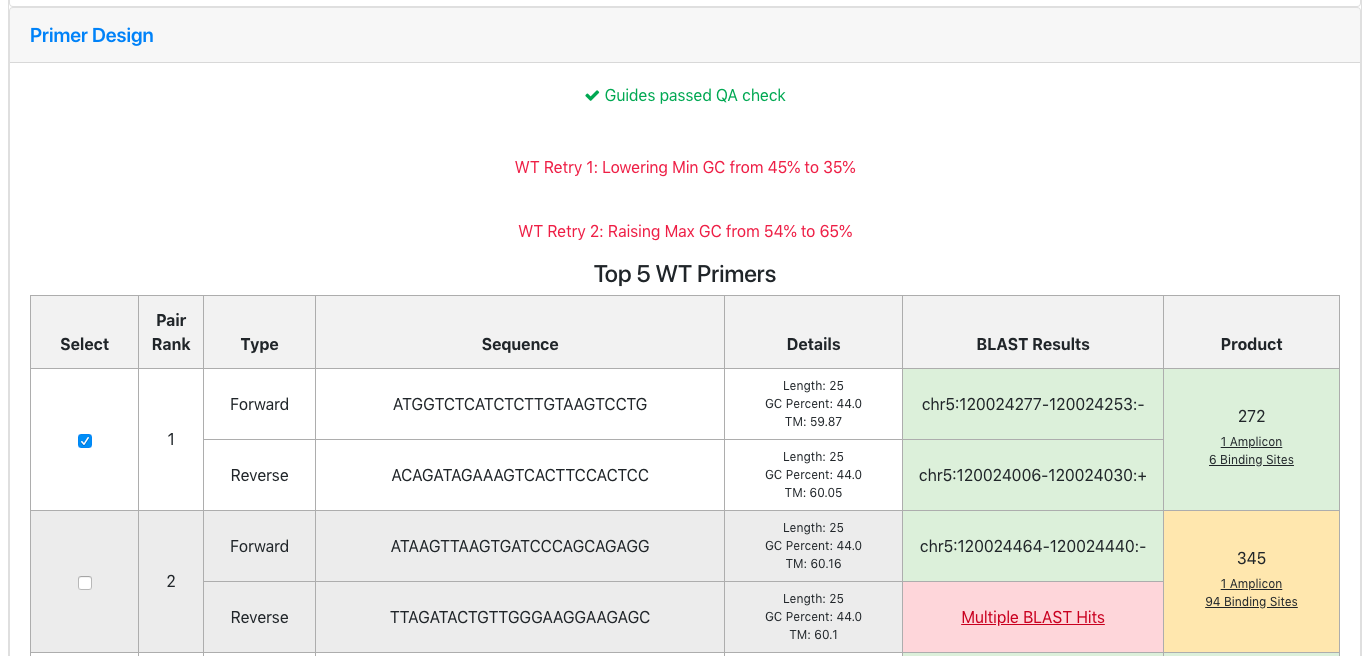 Primer Design
Guides passed QA check
WT Retry 1: Lowering Min GC from 45% to 35%
WT Retry 2: Raising Max GC from 54% to 65%
Top 5 WT Primers
Select
Pair
Rank
Type
Sequence
Details
BLAST Results
Product
1
Forward
ATGGTCTCATCTCTTGTAAGTCCTG
Length: 25
GC Percent: 44.0
TM: 59.87
chr5:120024277-120024253:-
272
1 Amplicon
6 Binding Sites
Reverse
ACAGATAGAAAGTCACTTCCACTCC
Length: 25
GC Percent: 44.0
TM: 60.05
chr5:120024006-120024030:+
2
Forward
ATAAGTTAAGTGATCCCAGCAGAGG
Length: 25
GC Percent: 44.0
TM: 60.16
chr5:120024464-120024440:-
345
1 Amplicon
94 Binding Sites
Reverse
TTAGATACTGTTGGGAAGGAAGAGC
Length: 25
GC Percent: 44.0
TM: 60.1
Multiple BLAST Hits